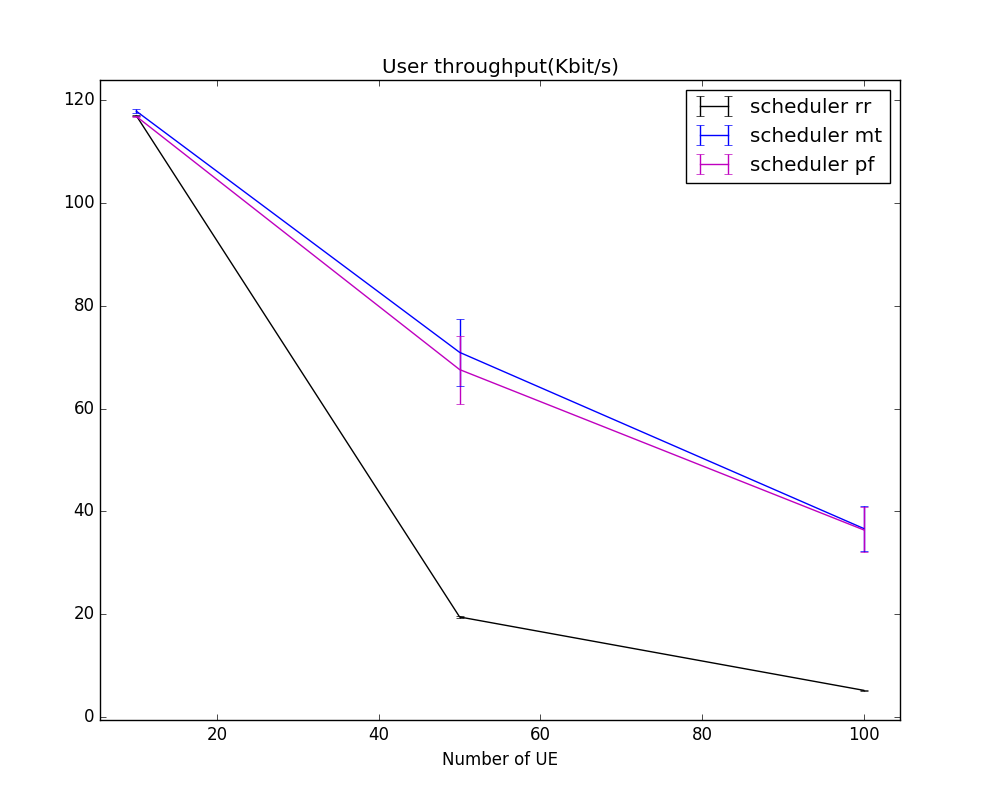 User throughput(Kbit/s)
scheduler rr
scheduler mt
scheduler pf
120
100
80
60
40
20
0
20 40 60 80 100
Number of UE